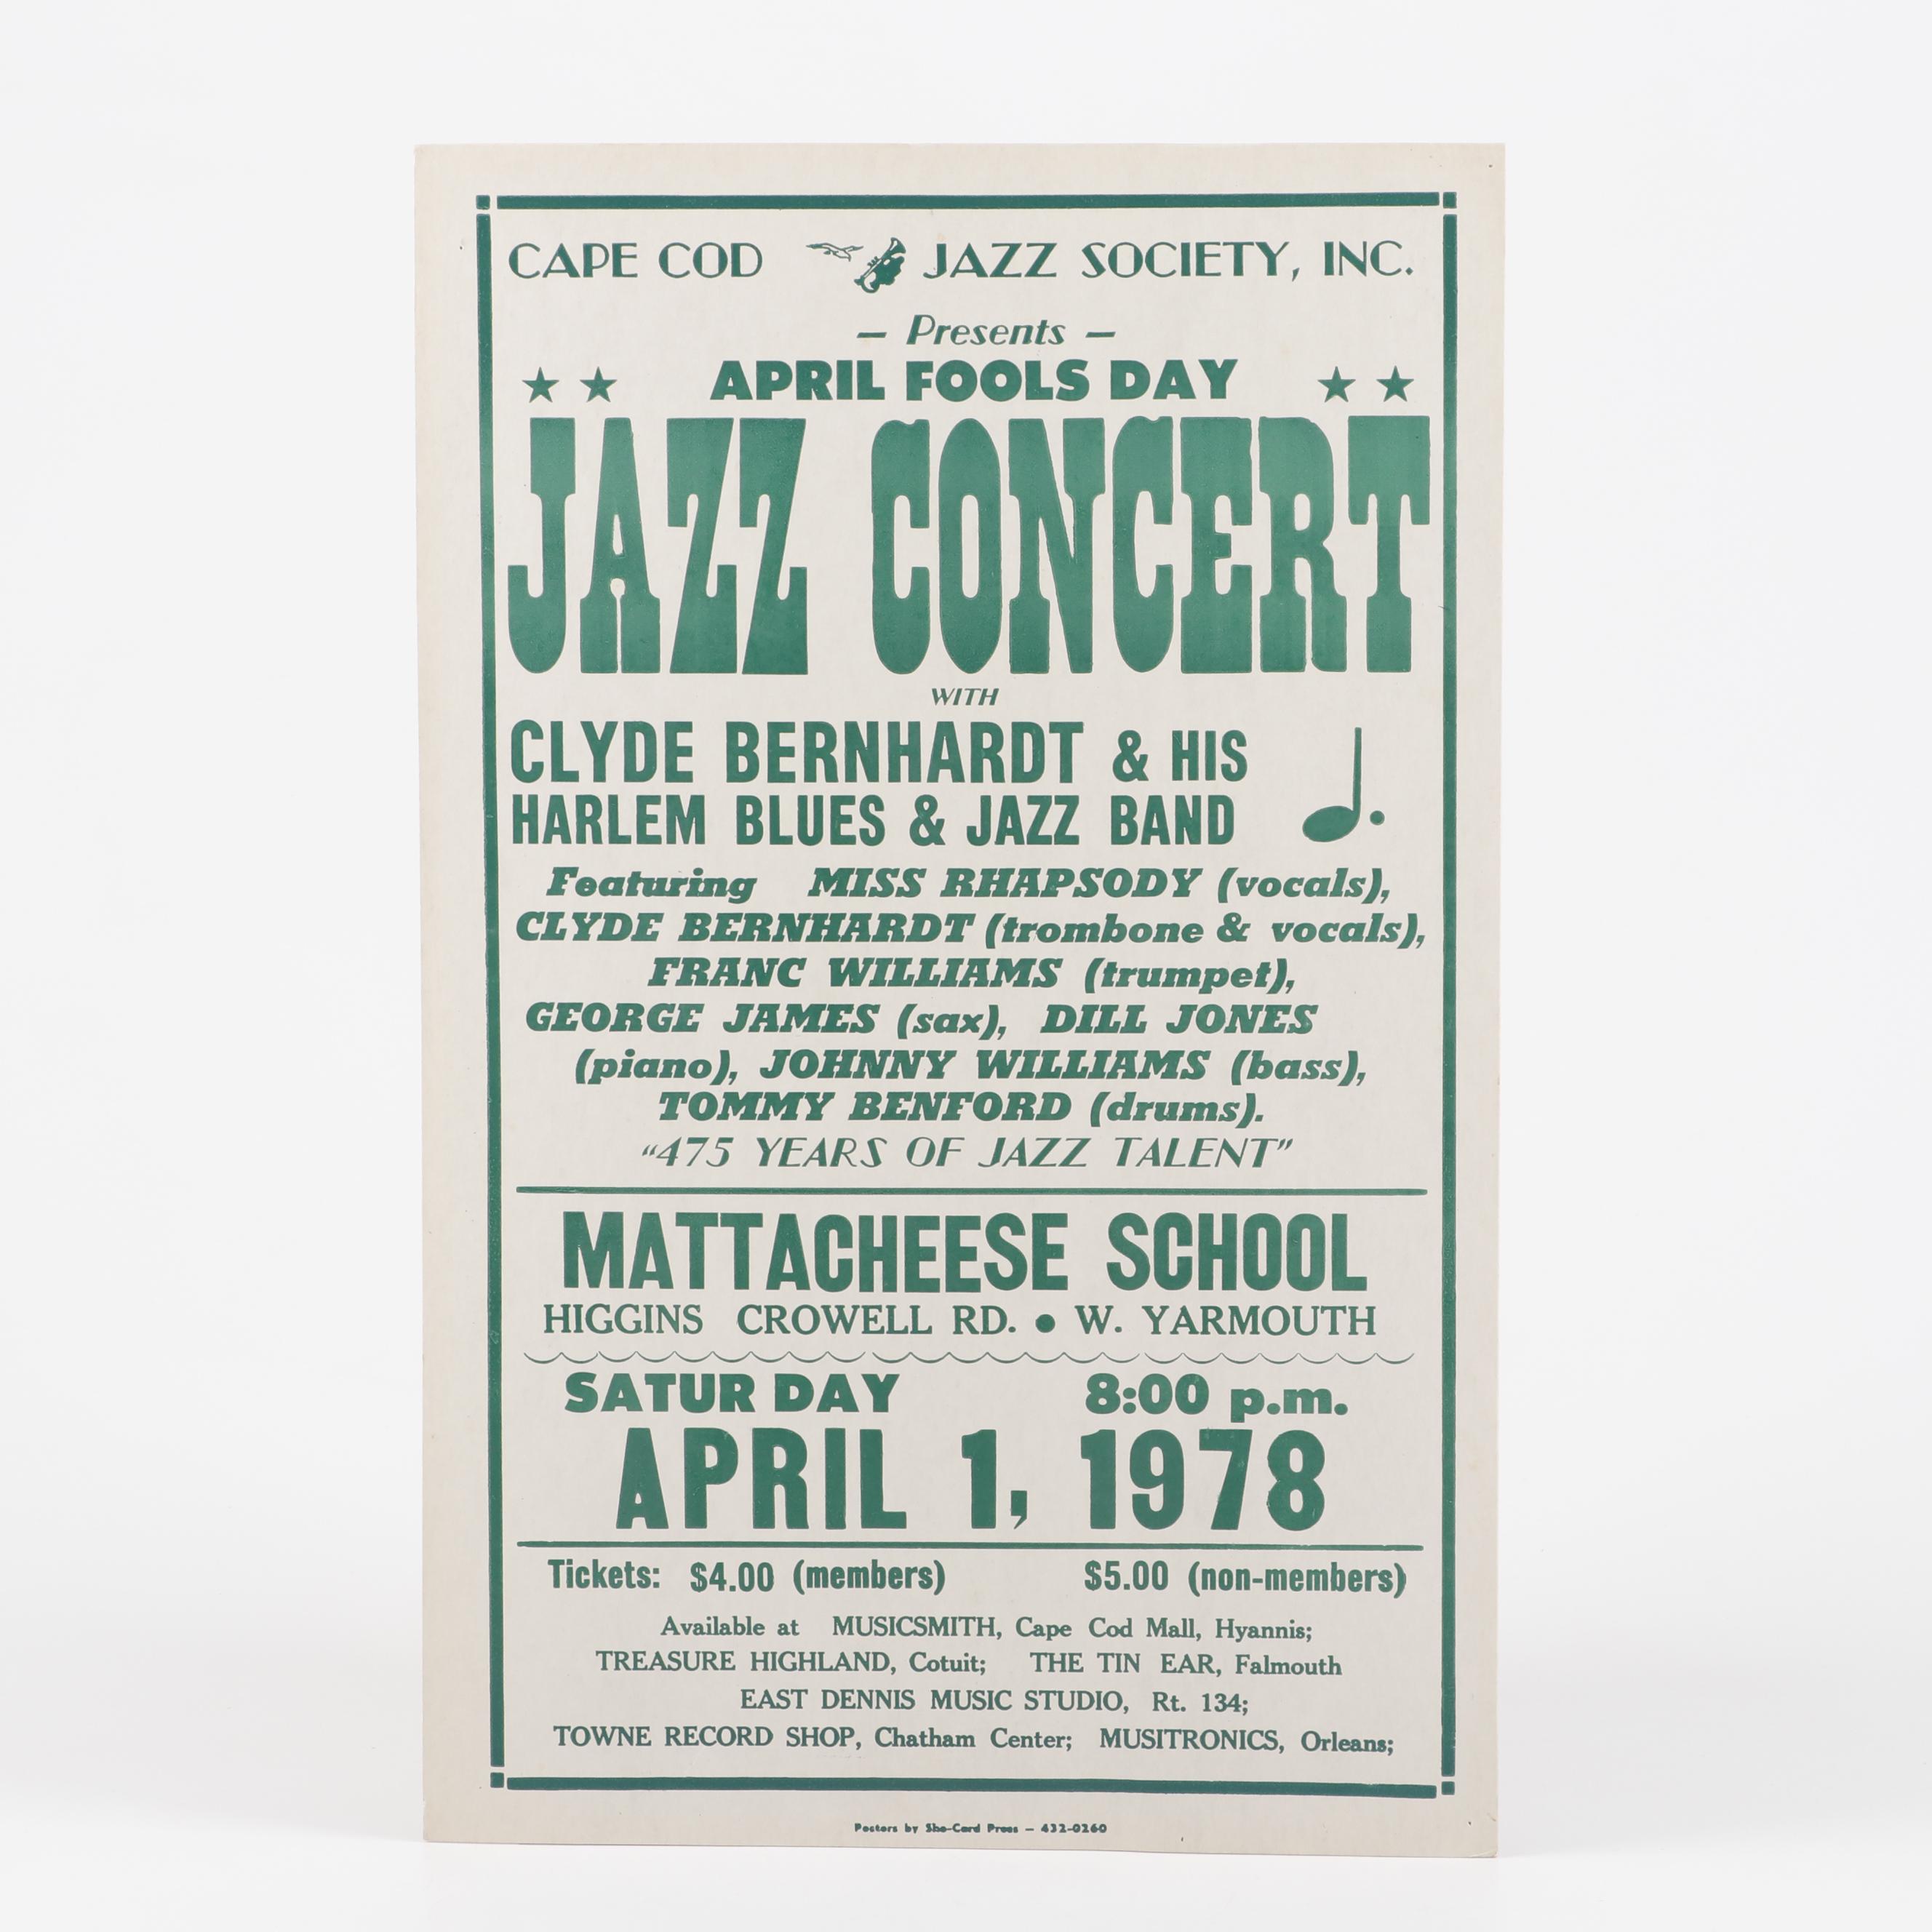 CAPE COD JAZZ SOCIETY, INC.
— Presents —
★ ★ APRIL FOOLS DAY ★ ★
JAZZ CONCERT
WITH
CLYDE BERNHARDT & HIS
HARLEM BLUES & JAZZ BAND
Featuring MISS RHAPSODY (vocals),
CLYDE BERNHARDT (trombone & vocals),
FRANC WILLIAMS (trumpet),
GEORGE JAMES (sax), DILL JONES
(piano), JOHNNY WILLIAMS (bass),
TOMMY BENFORD (drums).
“475 YEARS OF JAZZ TALENT”
MATTACHEESE SCHOOL
HIGGINS CROWELL RD. ● W. YARMOUTH
SATUR DAY 8:00 p.m.
APRIL 1, 1978
Tickets: $4.00 (members) $5.00 (non-members)
Available at MUSICSMITH, Cape Cod Mall, Hyannis;
TREASURE HIGHLAND, Cotuit; THE TIN EAR, Falmouth
EAST DENNIS MUSIC STUDIO, Rt. 134;
TOWNE RECORD SHOP, Chatham Center; MUSITRONICS, Orleans;
Posters by Sho-Card Press — 432-0260